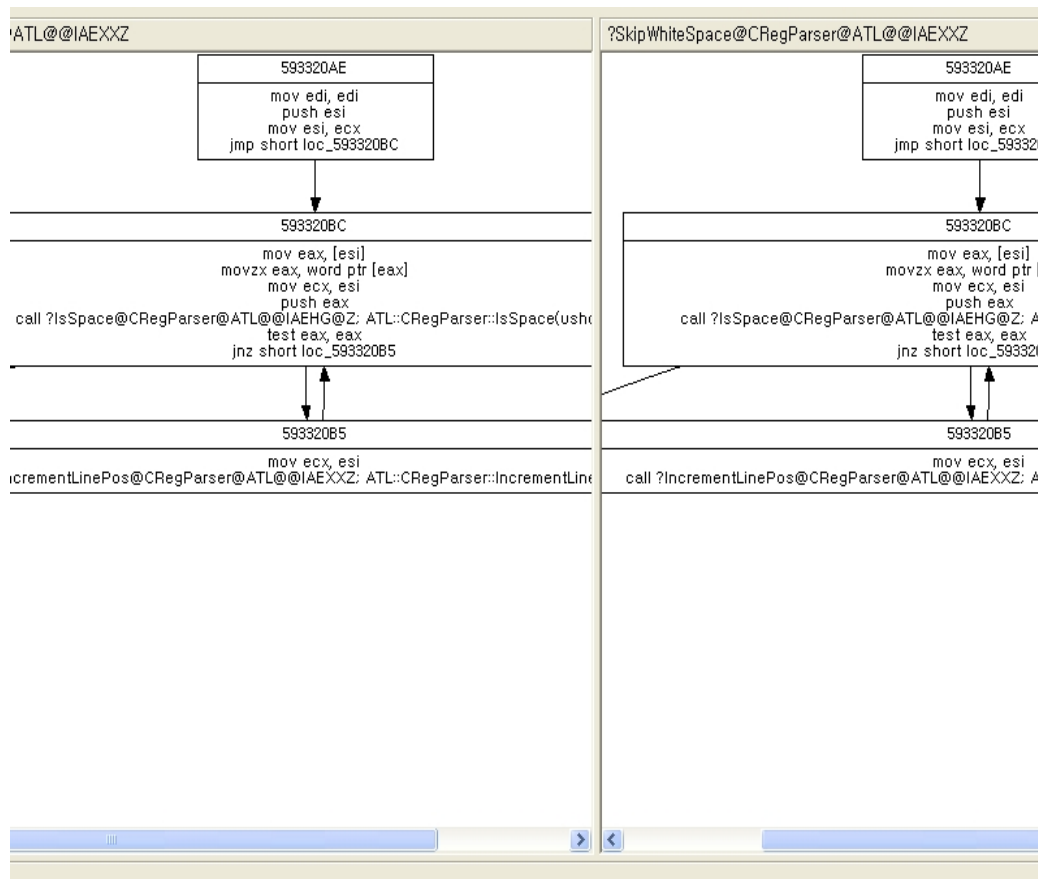 ?ATL@@IAEXXZ
593320AE
mov edi, edi
push esi
mov esi, ecx
jmp short loc_593320BC
593320BC
mov eax, [esi]
movzx eax, word ptr [eax]
mov ecx, esi
push eax
call ?IsSpace@CRegParser@ATL@@IAEHG@Z; ATL::CRegParser::IsSpace(usho
test eax, eax
jnz short loc_593320B5
593320B5
mov ecx, esi
ncrementLinePos@CRegParser@ATL@@IAEXXZ; ATL::CRegParser::IncrementLine
?SkipWhiteSpace@CRegParser@ATL@@IAEXXZ
593320AE
mov edi, edi
push esi
mov esi, ecx
jmp short loc_59332
593320BC
mov eax, [esi]
movzx eax, word ptr [
mov ecx, esi
push eax
call ?IsSpace@CRegParser@ATL@@IAEHG@Z; A
test eax, eax
jnz short loc_59332
593320B5
mov ecx, esi
call ?IncrementLinePos@CRegParser@ATL@@IAEXXZ; A